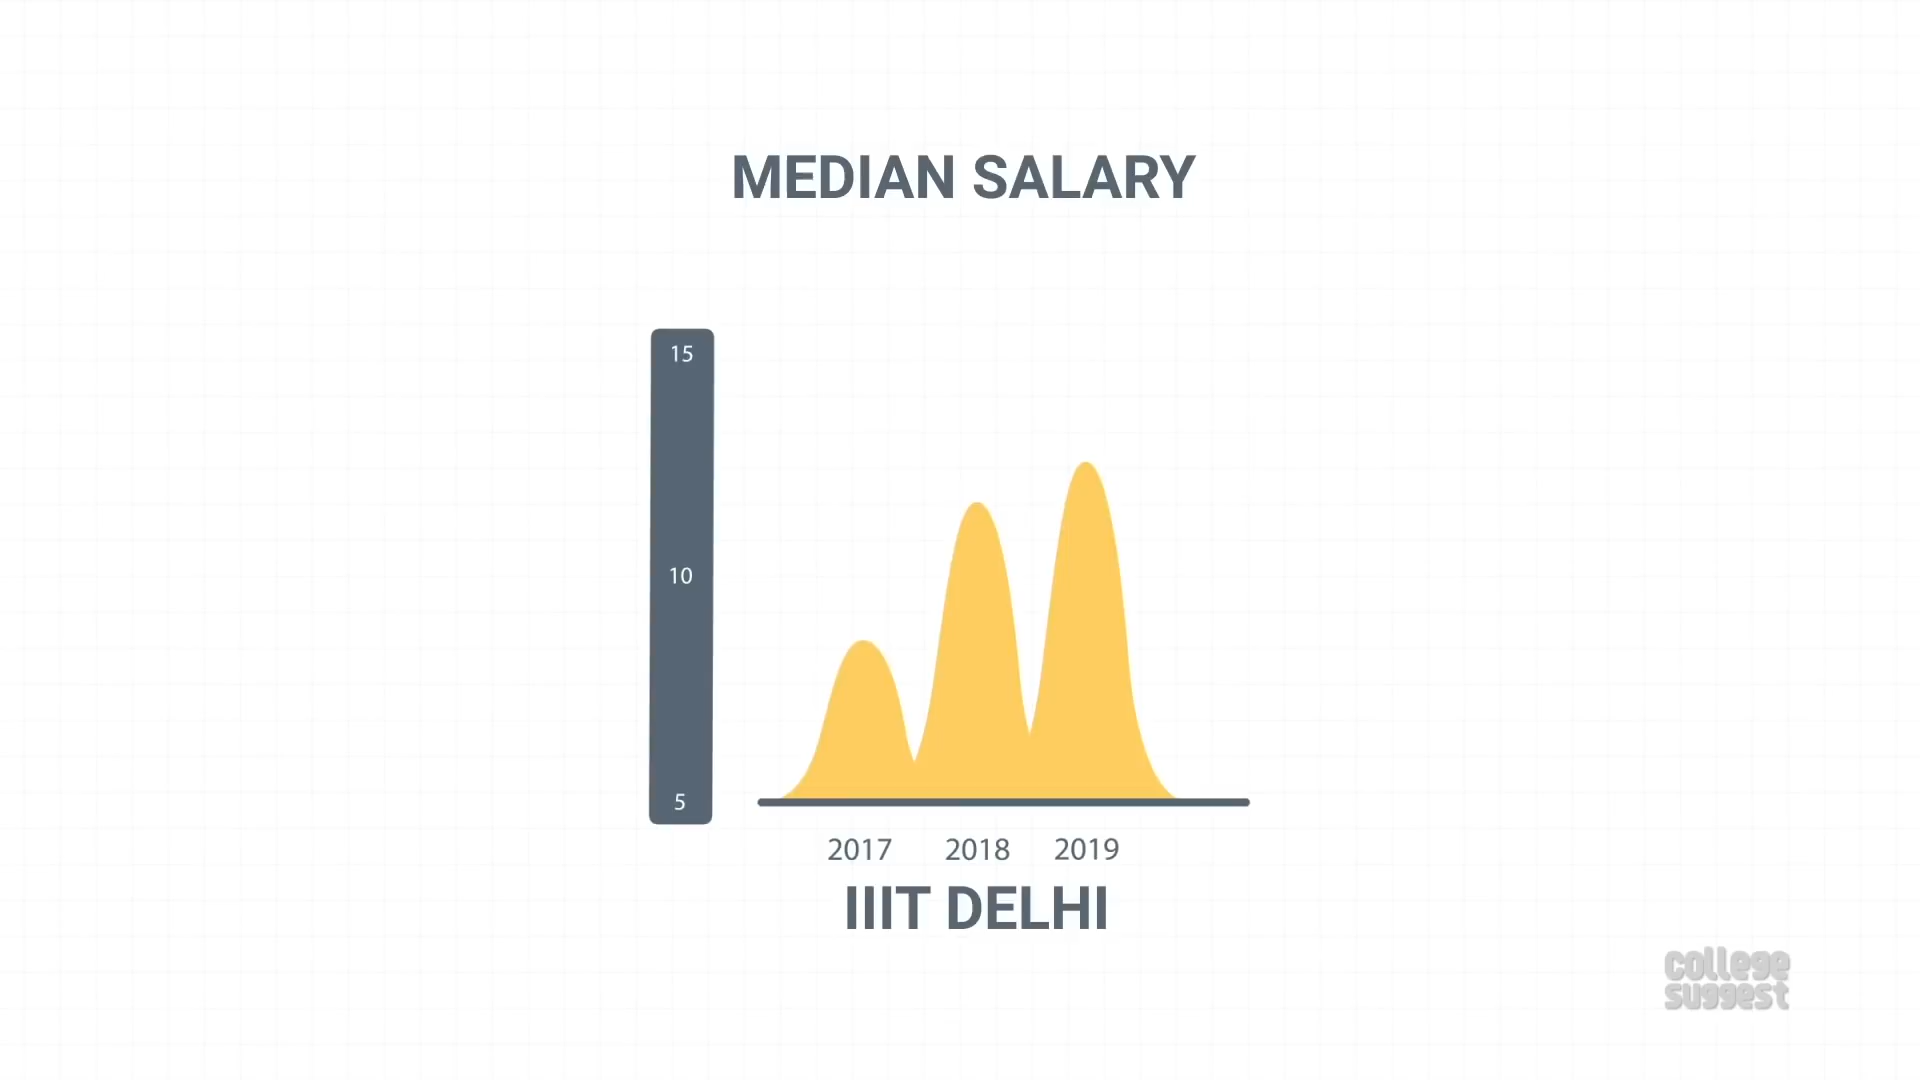 MEDIAN SALARY
15
10
5
2017 2018 2019
IIIT DELHI
college
suggest